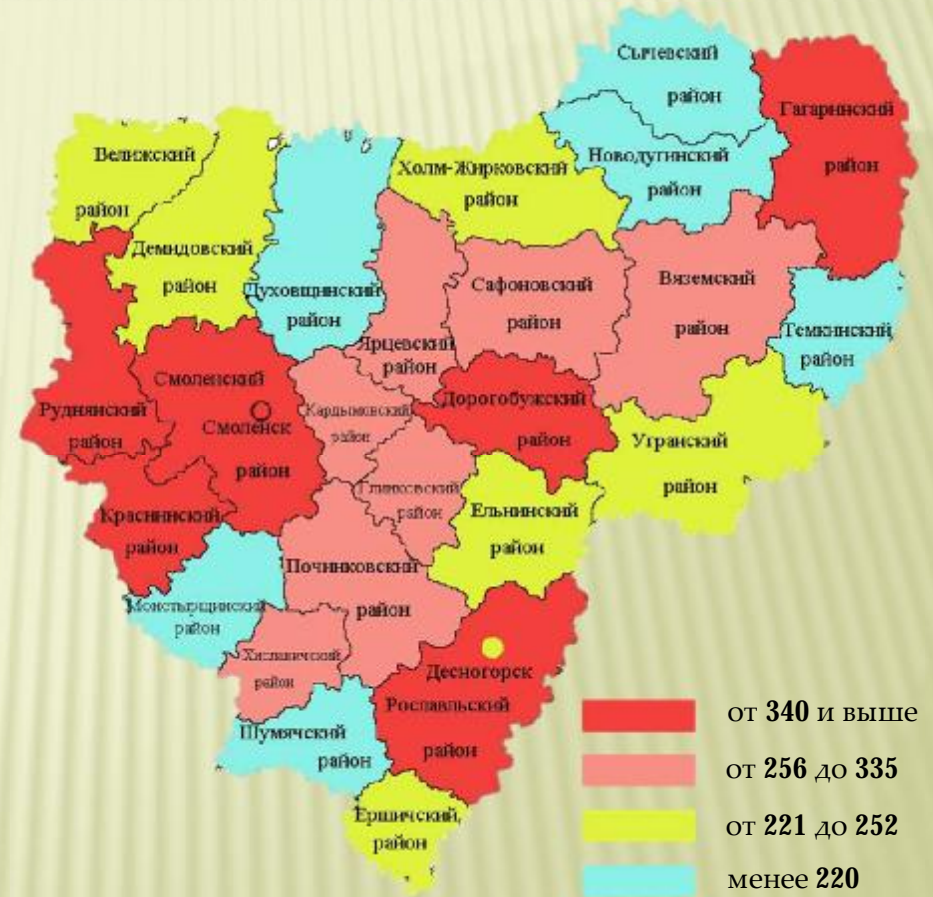 Сычевский
район
Гагаринский
район
Новодугинский
район
Велижский
район
Холм-Жирковский
район
Демидовский
район
Духовщинский
район
Сафоновский
район
Вяземский
район
Темкинский
район
Ярцевский
район
Смоленский
Смоленск
район
Руднянский
район
Кардымовский
район
Дорогобужский
район
Угранский
район
Глинковский
район
Ельнинский
район
Краснинский
район
Починковский
район
Монстырщинский
район
Хиславичский
район
Десногорск
Рославльский
район
Шумячский
район
Ершичский,
район
от 340 и выше
от 256 до 335
от 221 до 252
менее 220